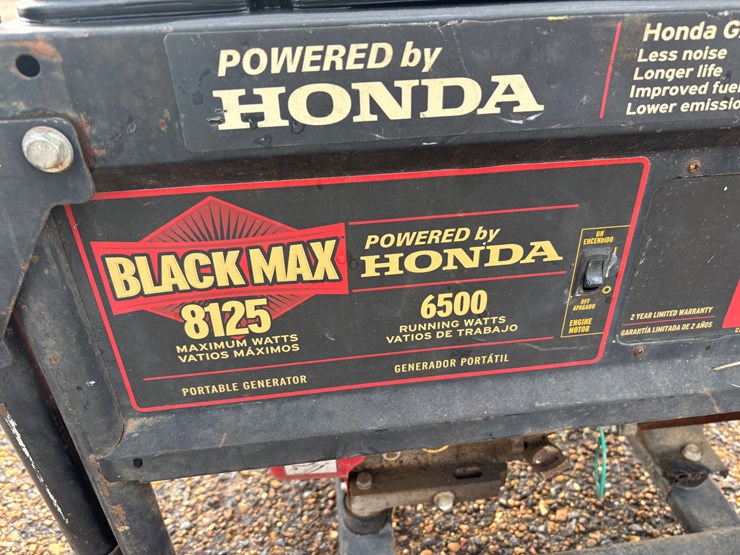 POWERED by
HONDA
Honda G
Less noise
Longer life
Improved fue
Lower emissio
BLACK MAX
8125
MAXIMUM WATTS
VATIOS MÁXIMOS
PORTABLE GENERATOR
POWERED by
HONDA
6500
RUNNING WATTS
VATIOS DE TRABAJO
GENERADOR PORTÁTIL
ON
ENCENDIDO
OFF
APAGADO
ENGINE
MOTOR
2 YEAR LIMITED WARRANTY
GARANTÍA LIMITADA DE 2 AÑOS